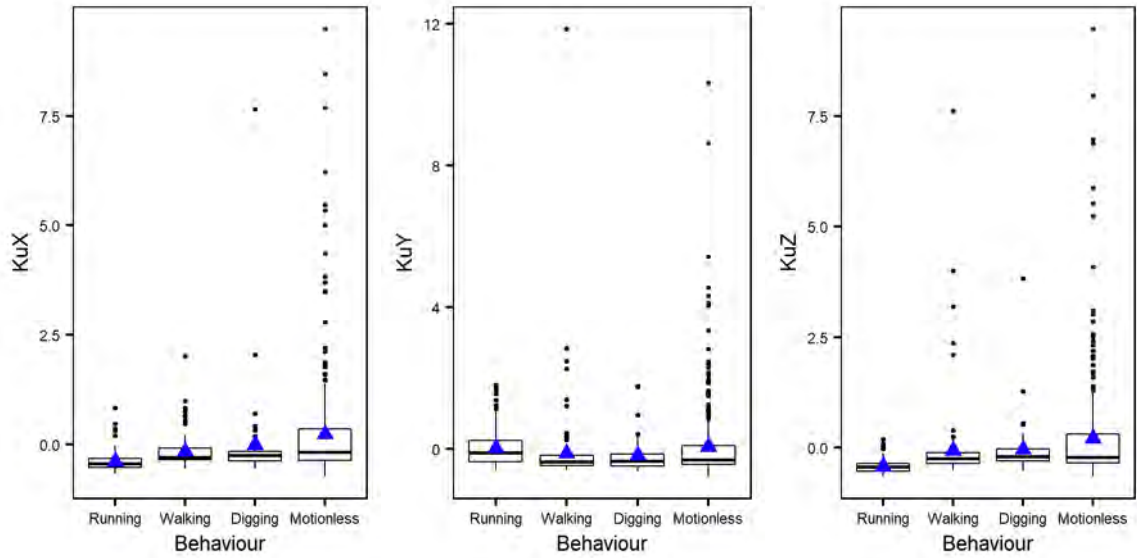 KuX
7.5
5.0
2.5
0.0
Running Walking Digging Motionless
Behaviour
KuY
12
8
4
0
Running Walking Digging Motionless
Behaviour
KuZ
7.5
5.0
2.5
0.0
Running Walking Digging Motionless
Behaviour